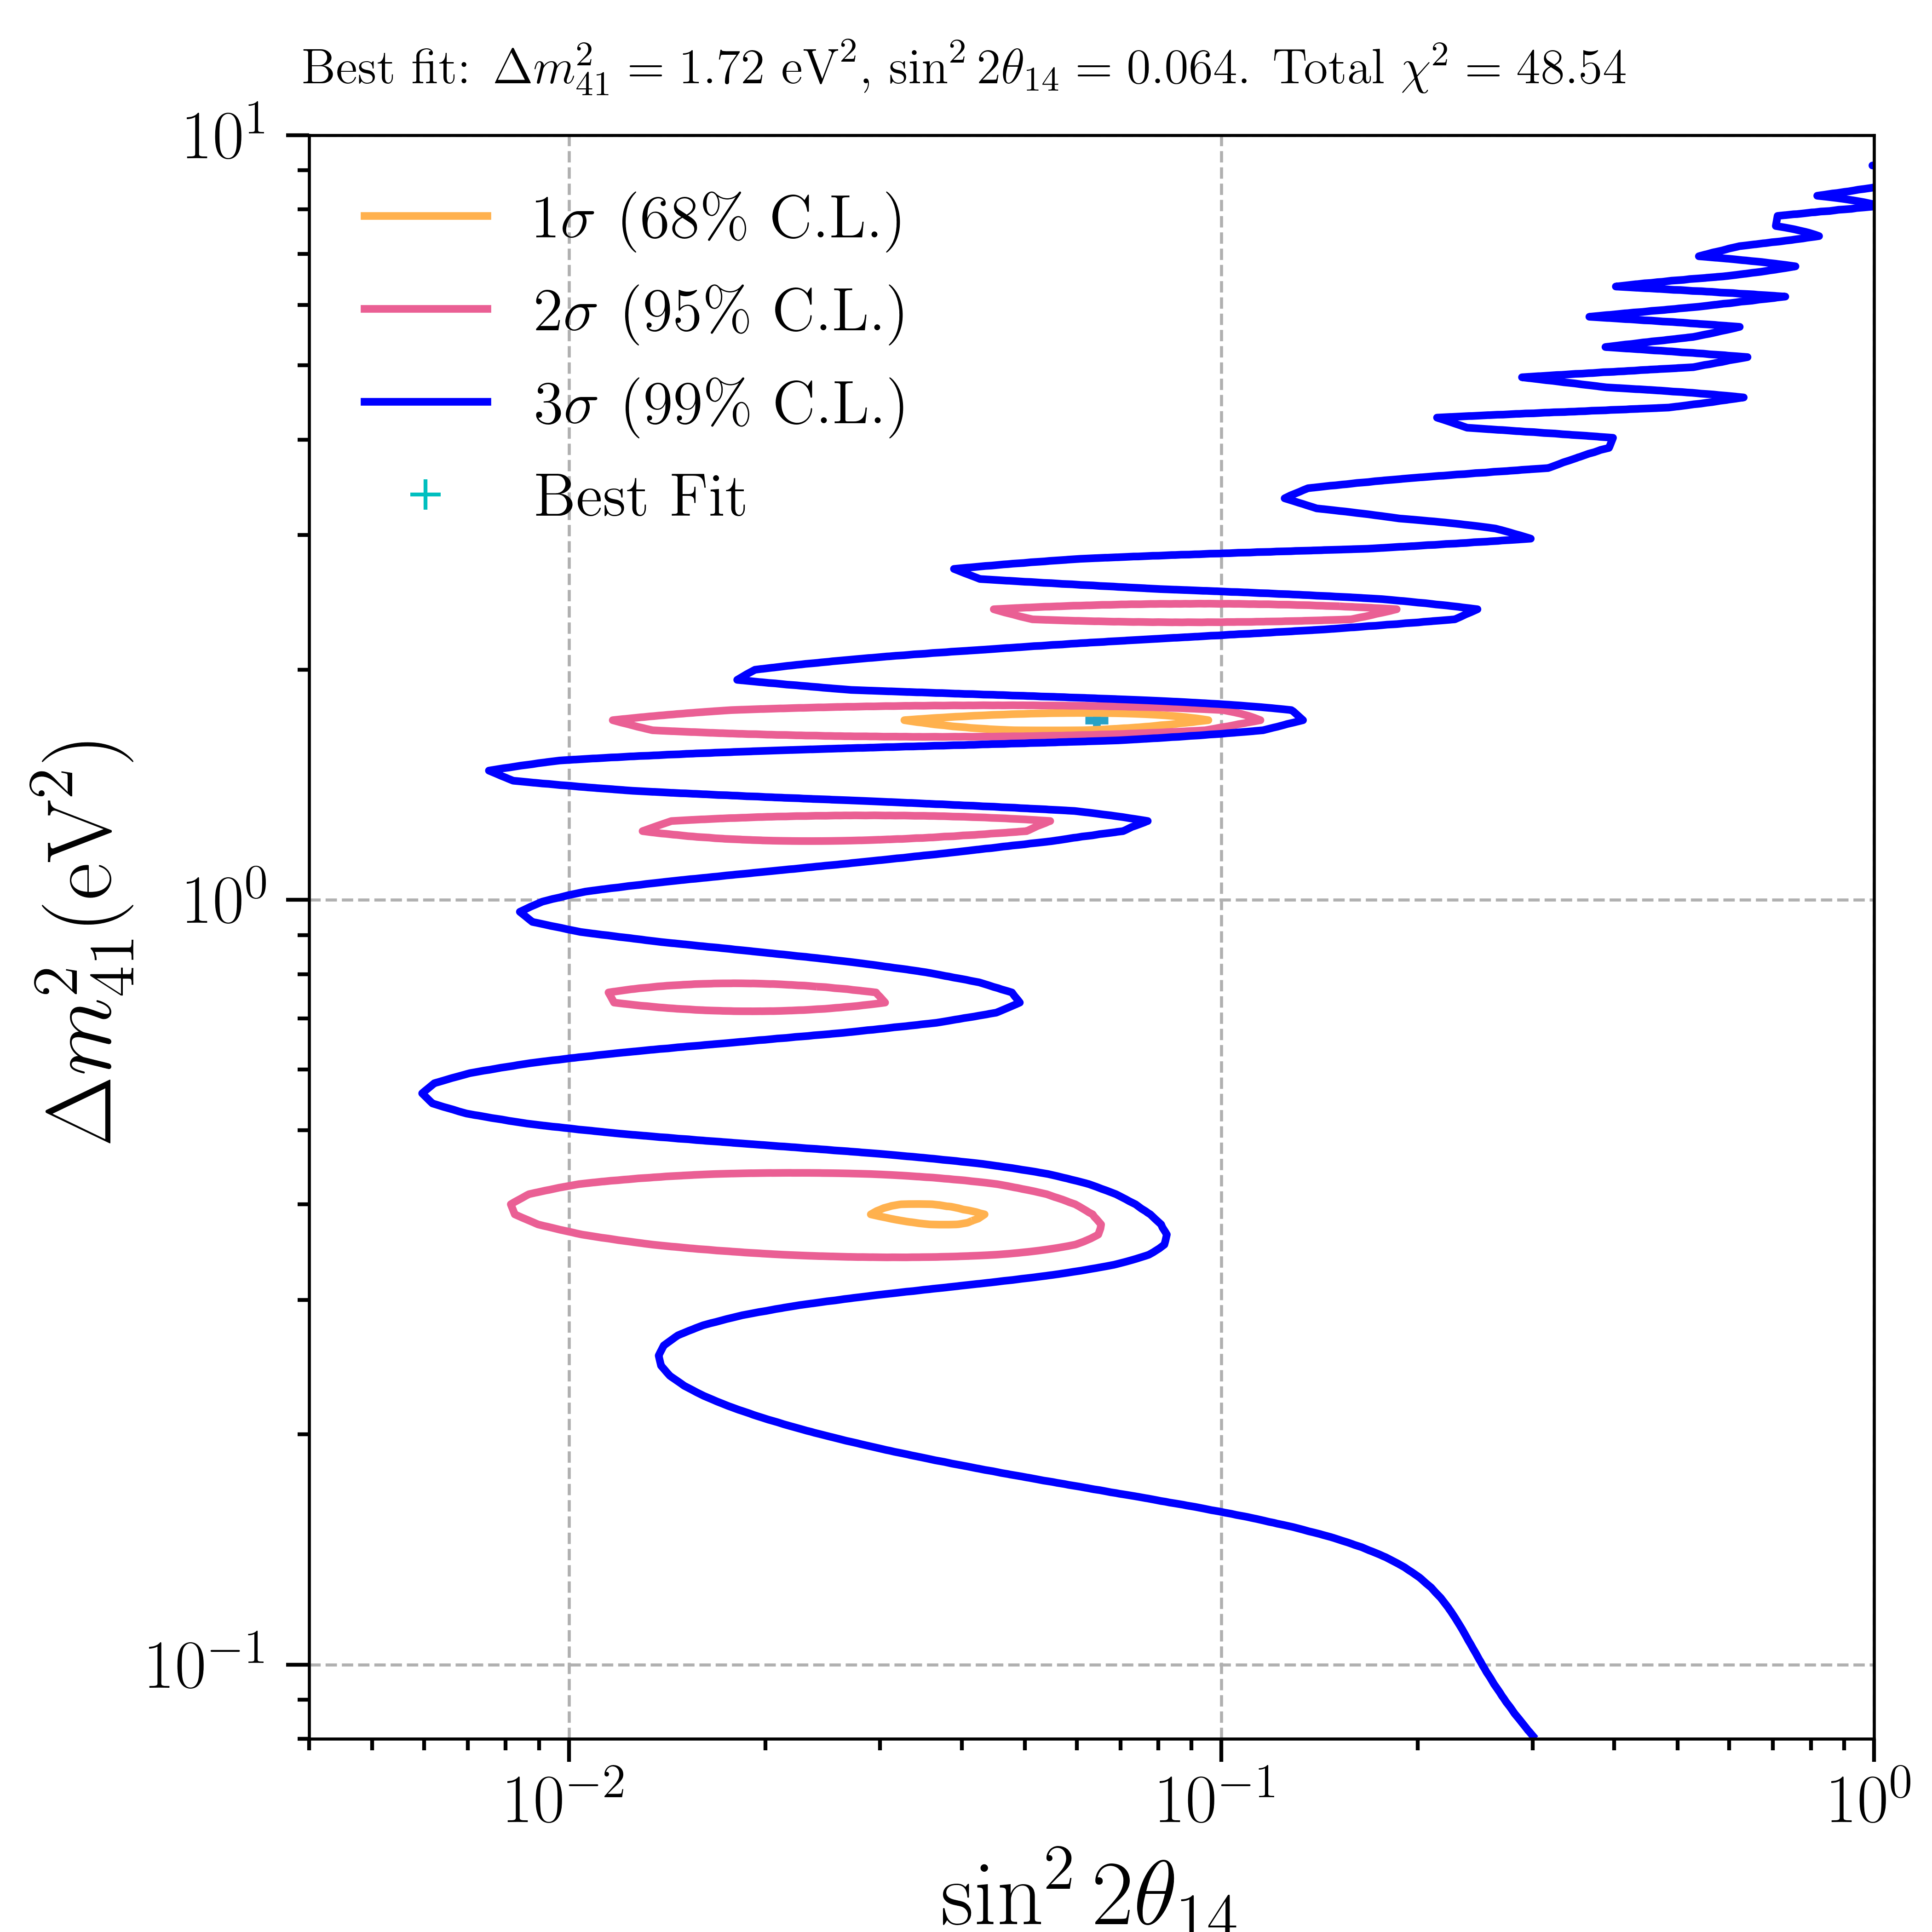 Best fit: Δm²₄₁ = 1.72 eV², sin² 2θ₁₄ = 0.064. Total χ² = 48.54
10¹
1σ (68% C.L.)
2σ (95% C.L.)
3σ (99% C.L.)
Best Fit
Δm²₄₁(eV²)
10⁰
10⁻¹
10⁻²
10⁻¹
10⁰
sin² 2θ₁₄